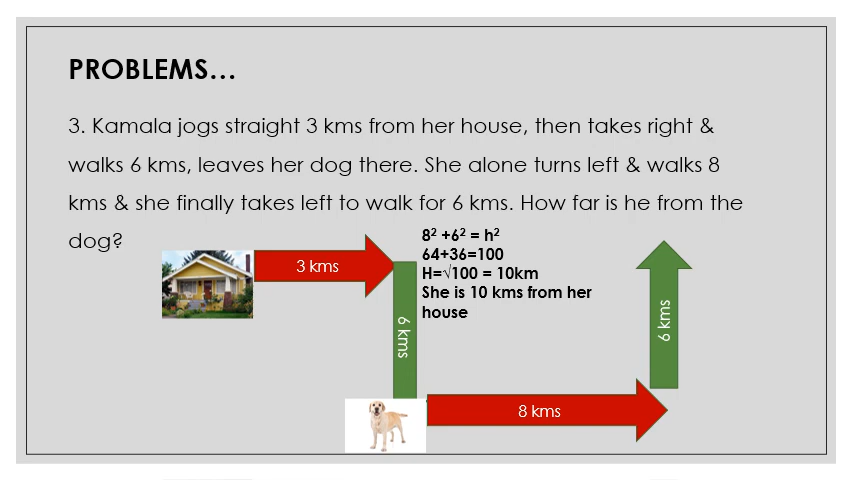 PROBLEMS…
3. Kamala jogs straight 3 kms from her house, then takes right &
walks 6 kms, leaves her dog there. She alone turns left & walks 8
kms & she finally takes left to walk for 6 kms. How far is he from the
dog?
8² +6² = h²
64+36=100
H=√100 = 10km
She is 10 kms from her
house
3 kms
6 kms
6 kms
8 kms